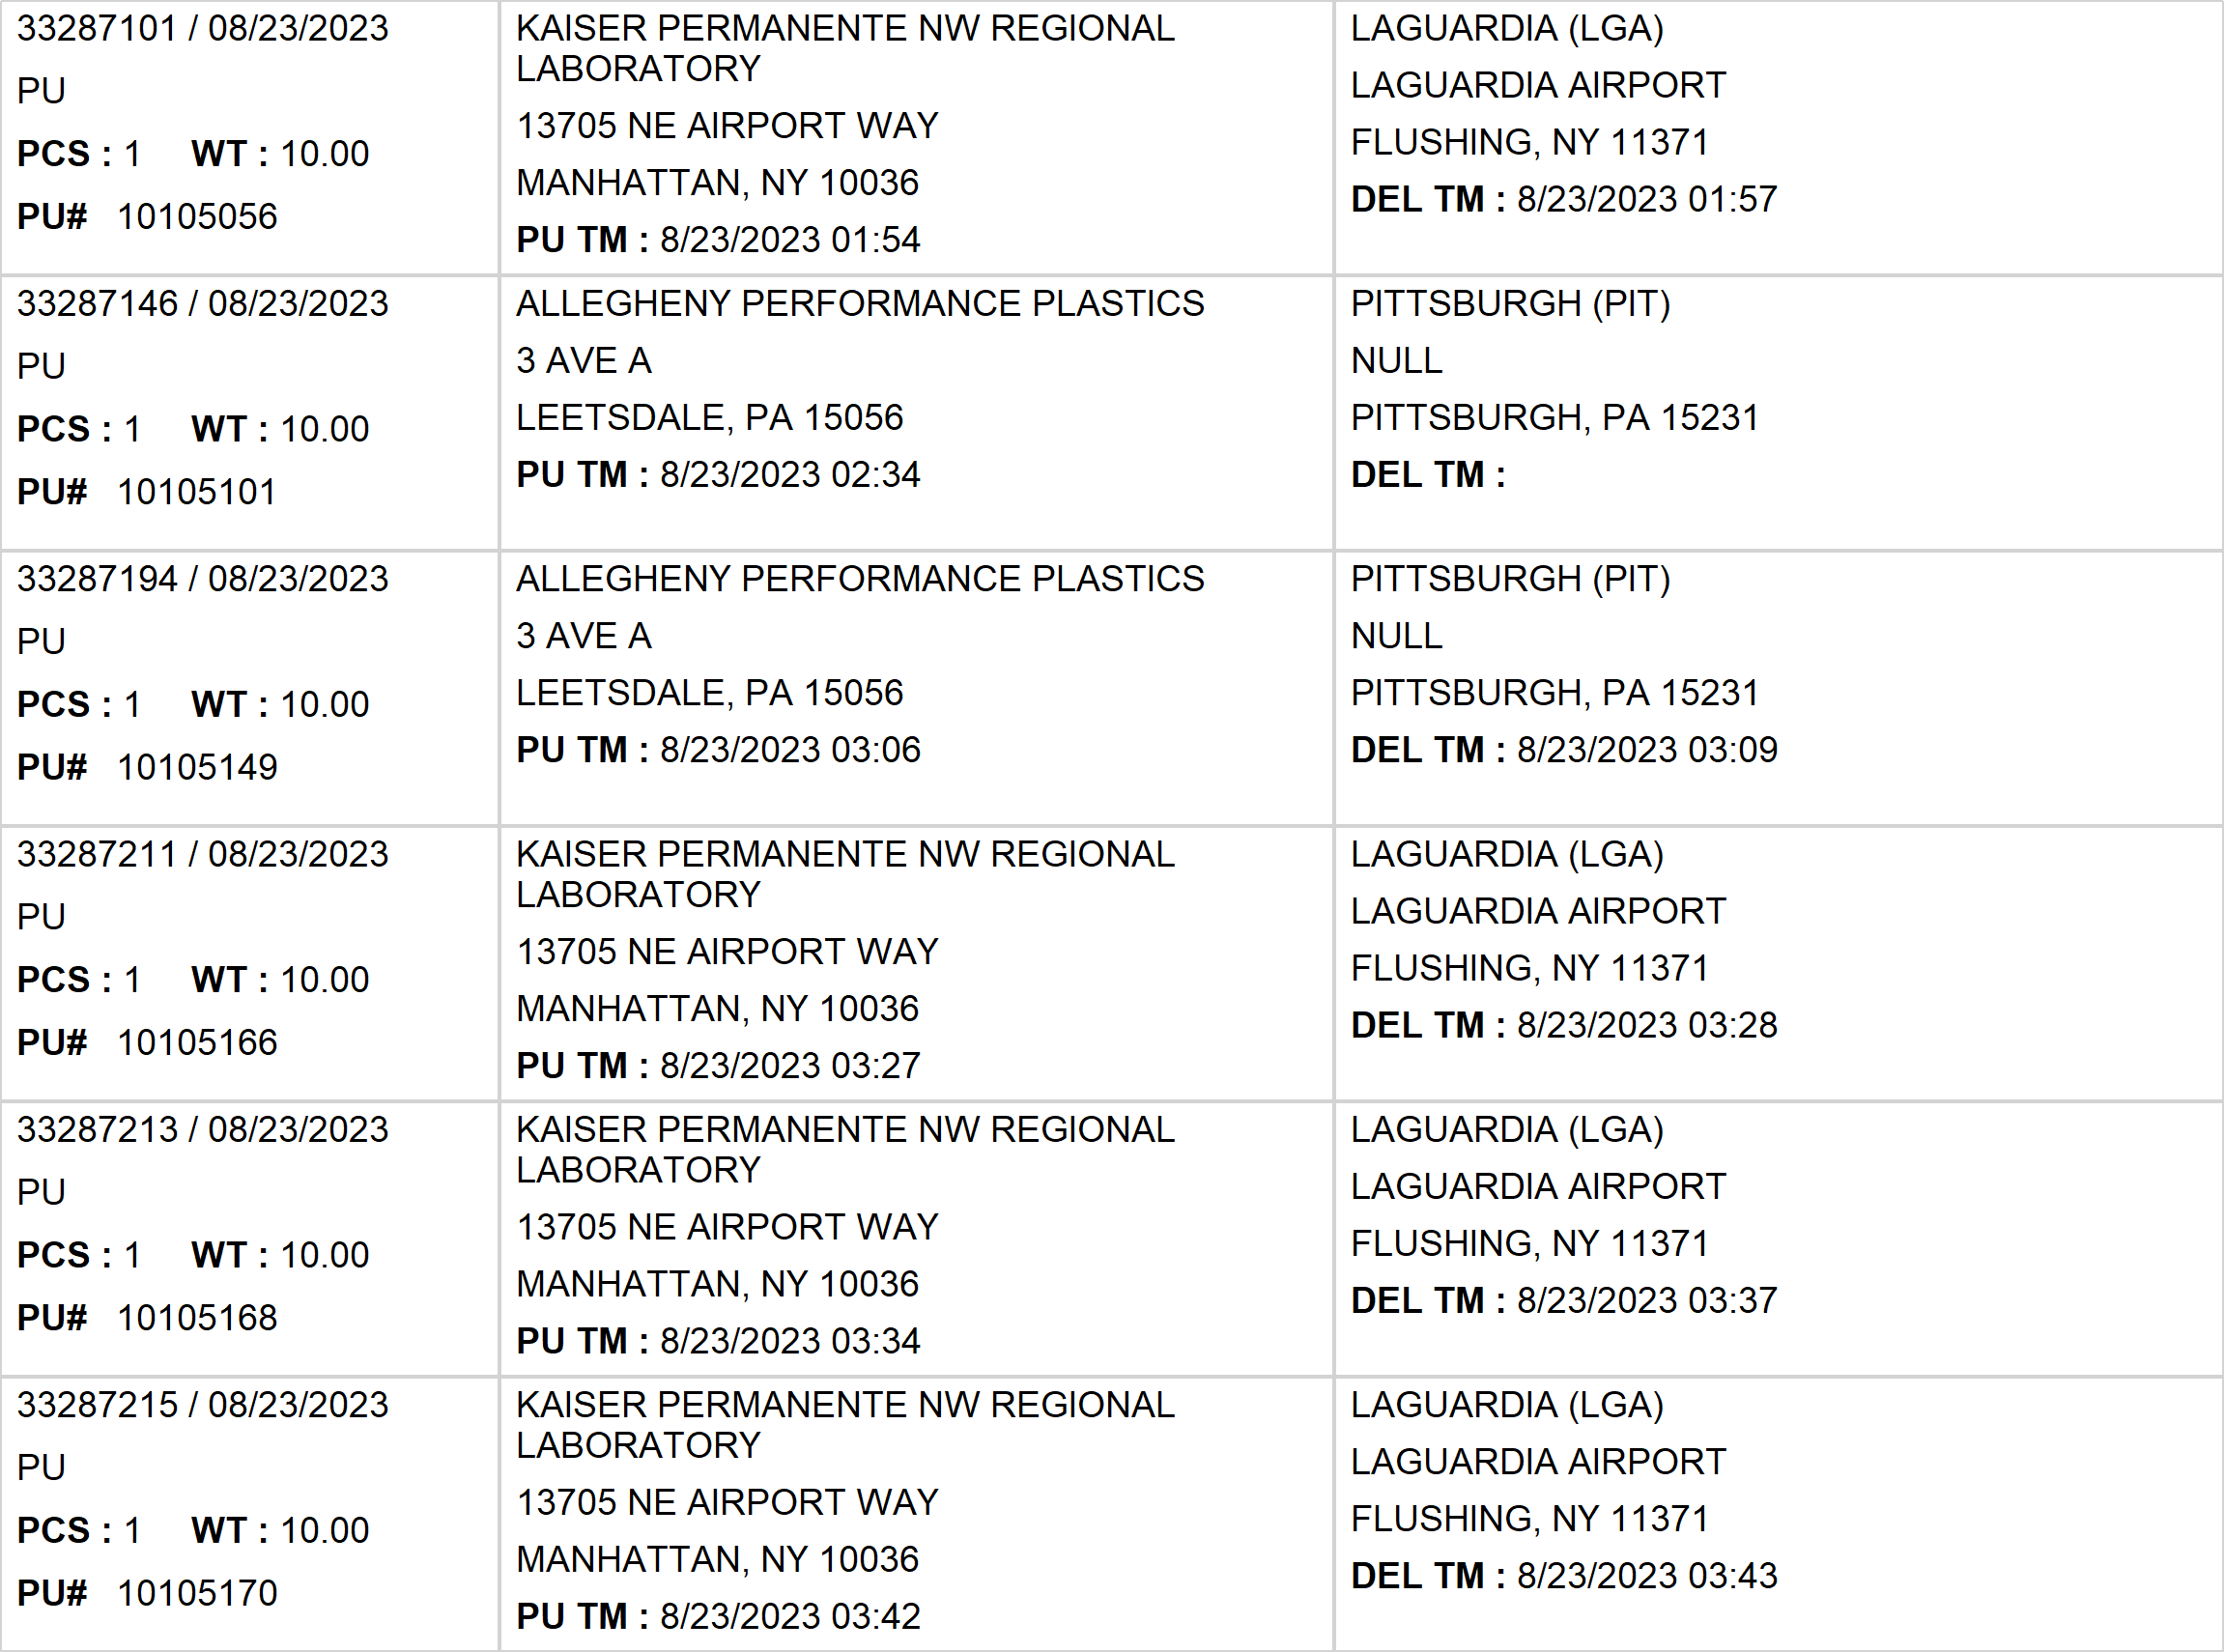 33287101 / 08/23/2023
PU
PCS : 1 WT : 10.00
PU# 10105056
KAISER PERMANENTE NW REGIONAL
LABORATORY
13705 NE AIRPORT WAY
MANHATTAN, NY 10036
PU TM : 8/23/2023 01:54
LAGUARDIA (LGA)
LAGUARDIA AIRPORT
FLUSHING, NY 11371
DEL TM : 8/23/2023 01:57
33287146 / 08/23/2023
PU
PCS : 1 WT : 10.00
PU# 10105101
ALLEGHENY PERFORMANCE PLASTICS
3 AVE A
LEETSDALE, PA 15056
PU TM : 8/23/2023 02:34
PITTSBURGH (PIT)
NULL
PITTSBURGH, PA 15231
DEL TM :
33287194 / 08/23/2023
PU
PCS : 1 WT : 10.00
PU# 10105149
ALLEGHENY PERFORMANCE PLASTICS
3 AVE A
LEETSDALE, PA 15056
PU TM : 8/23/2023 03:06
PITTSBURGH (PIT)
NULL
PITTSBURGH, PA 15231
DEL TM : 8/23/2023 03:09
33287211 / 08/23/2023
PU
PCS : 1 WT : 10.00
PU# 10105166
KAISER PERMANENTE NW REGIONAL
LABORATORY
13705 NE AIRPORT WAY
MANHATTAN, NY 10036
PU TM : 8/23/2023 03:27
LAGUARDIA (LGA)
LAGUARDIA AIRPORT
FLUSHING, NY 11371
DEL TM : 8/23/2023 03:28
33287213 / 08/23/2023
PU
PCS : 1 WT : 10.00
PU# 10105168
KAISER PERMANENTE NW REGIONAL
LABORATORY
13705 NE AIRPORT WAY
MANHATTAN, NY 10036
PU TM : 8/23/2023 03:34
LAGUARDIA (LGA)
LAGUARDIA AIRPORT
FLUSHING, NY 11371
DEL TM : 8/23/2023 03:37
33287215 / 08/23/2023
PU
PCS : 1 WT : 10.00
PU# 10105170
KAISER PERMANENTE NW REGIONAL
LABORATORY
13705 NE AIRPORT WAY
MANHATTAN, NY 10036
PU TM : 8/23/2023 03:42
LAGUARDIA (LGA)
LAGUARDIA AIRPORT
FLUSHING, NY 11371
DEL TM : 8/23/2023 03:43